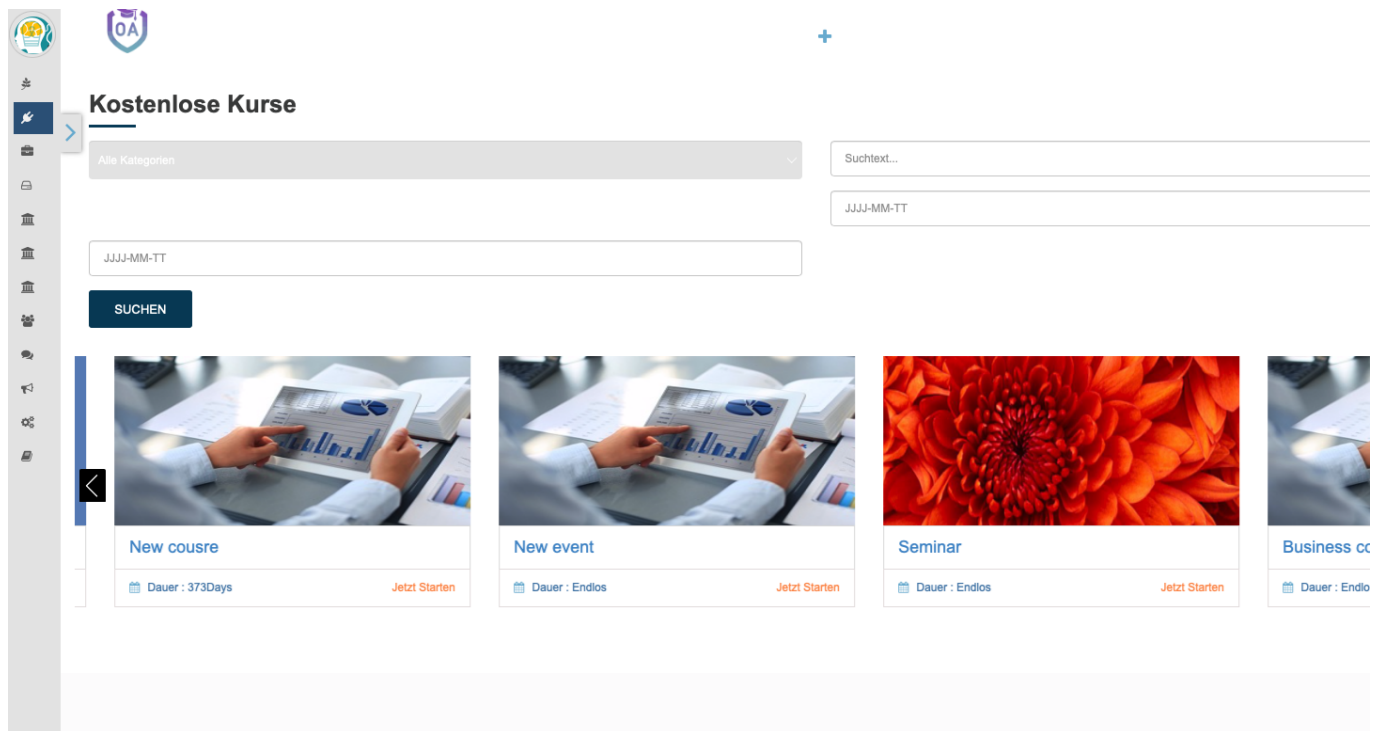 OA
Kostenlose Kurse
Alle Kategorien
Suchtext...
JJJJ-MM-TT
JJJJ-MM-TT
SUCHEN
New cousre
New event
Seminar
Business co
Dauer : 373Days
Jetzt Starten
Dauer : Endlos
Jetzt Starten
Dauer : Endlos
Jetzt Starten
Dauer : Endlo